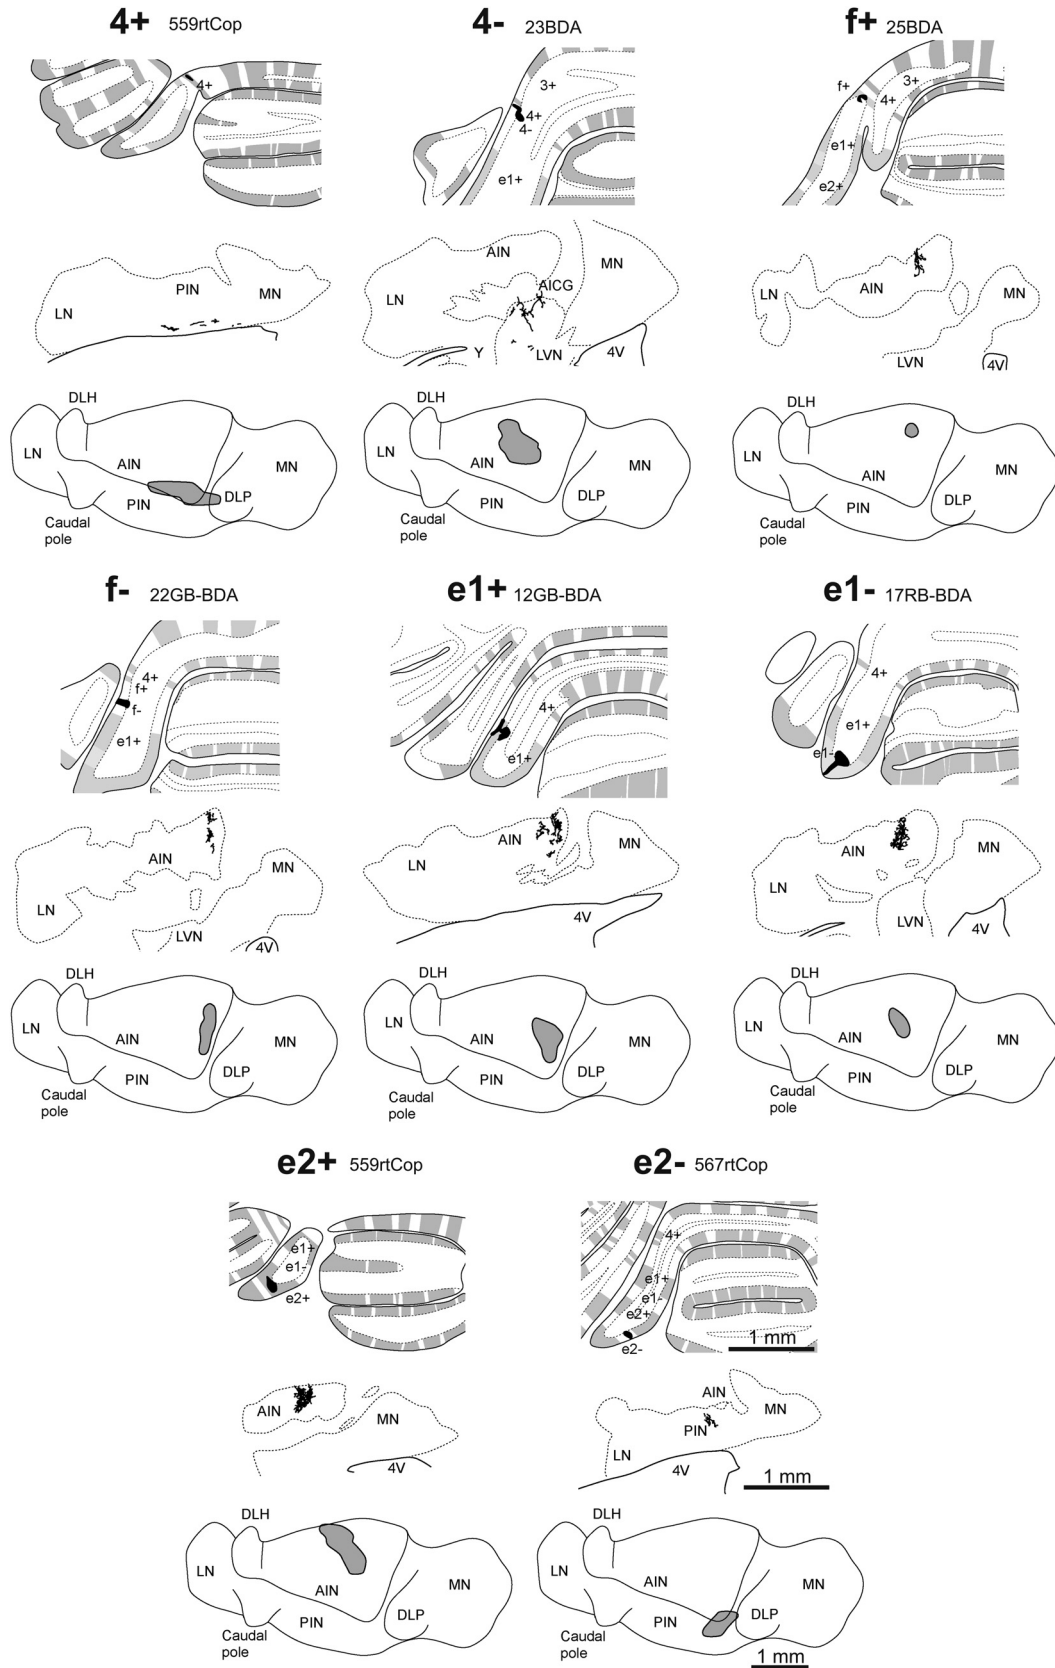 4+ 559rtCop
4+
PIN
MN
LN
DLH
LN
AIN
MN
PIN
DLP
Caudal
pole
4- 23BDA
3+
4+
4-
e1+
AIN
MN
LN
AICG
Y
LVN
4V
DLH
LN
AIN
MN
PIN
DLP
Caudal
pole
f+ 25BDA
f+
3+
4+
e1+
e2+
LN
AIN
MN
LVN
4V
DLH
LN
AIN
MN
PIN
DLP
Caudal
pole
f- 22GB-BDA
4+
f+
f-
e1+
AIN
MN
LN
LVN
4V
DLH
LN
AIN
MN
PIN
DLP
Caudal
pole
e1+ 12GB-BDA
4+
e1+
AIN
MN
LN
4V
DLH
LN
AIN
MN
PIN
DLP
Caudal
pole
e1- 17RB-BDA
4+
e1+
e1-
AIN
MN
LN
LVN
4V
DLH
LN
AIN
MN
PIN
DLP
Caudal
pole
e2+ 559rtCop
e1+
e1-
e2+
AIN
MN
4V
DLH
LN
AIN
MN
PIN
DLP
Caudal
pole
e2- 567rtCop
4+
e1+
e1-
e2+
e2-
1 mm
AIN
MN
PIN
LN
4V
1 mm
DLH
LN
AIN
MN
PIN
DLP
Caudal
pole
1 mm